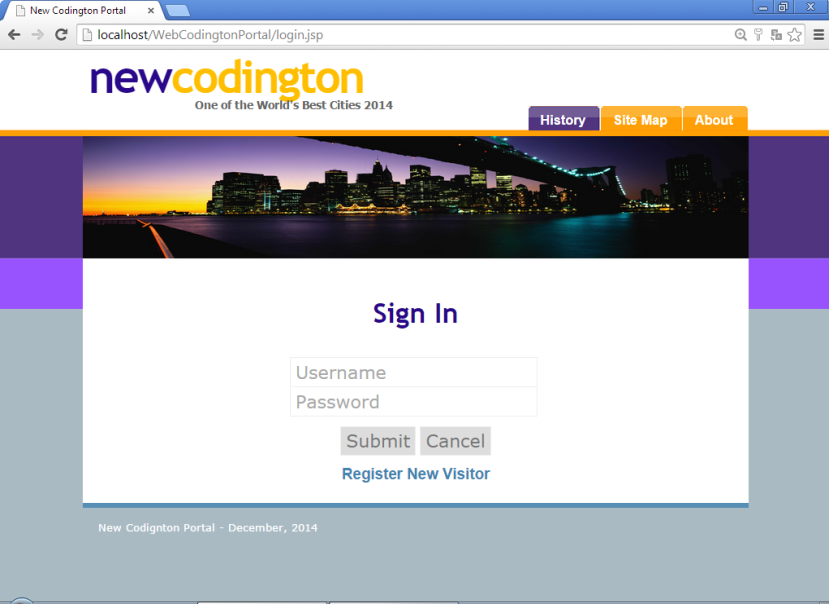 New Codington Portal
localhost/WebCodingtonPortal/login.jsp
newcodington
One of the World's Best Cities 2014
History Site Map About
Sign In
Username
Password
Submit Cancel
Register New Visitor
New Codignton Portal - December, 2014